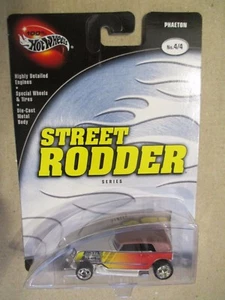 100%
Hot Wheels
PHAETON
No. 4/4
Highly Detailed
Engines
• Special Wheels
& Tires
• Die-Cast
Metal
Body
STREET
RODDER
SERIES